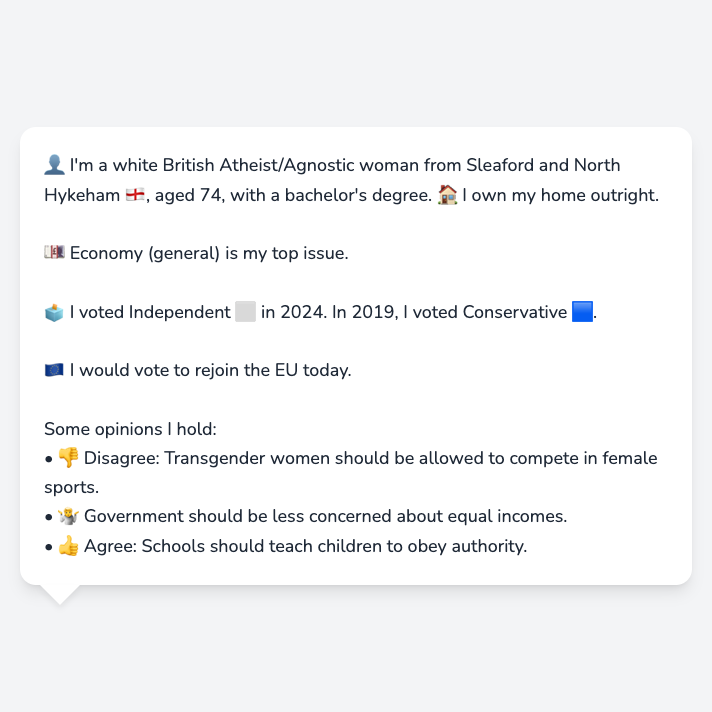 👤 I'm a white British Atheist/Agnostic woman from Sleaford and North
Hykeham 🏴󠁧󠁢󠁥󠁮󠁧󠁿, aged 74, with a bachelor's degree. 🏠 I own my home outright.
💷 Economy (general) is my top issue.
🗳️ I voted Independent ⬜ in 2024. In 2019, I voted Conservative 🟦.
🇪🇺 I would vote to rejoin the EU today.
Some opinions I hold:
• 👎 Disagree: Transgender women should be allowed to compete in female
sports.
• 🤷 Government should be less concerned about equal incomes.
• 👍 Agree: Schools should teach children to obey authority.